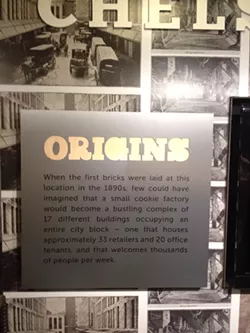 CHELS
ORIGINS
When the first bricks were laid at this
location in the 1890s, few could have
imagined that a small cookie factory
would become a bustling complex of
17 different buildings occupying an
entire city block – one that houses
approximately 33 retailers and 20 office
tenants, and that welcomes thousands
of people per week.